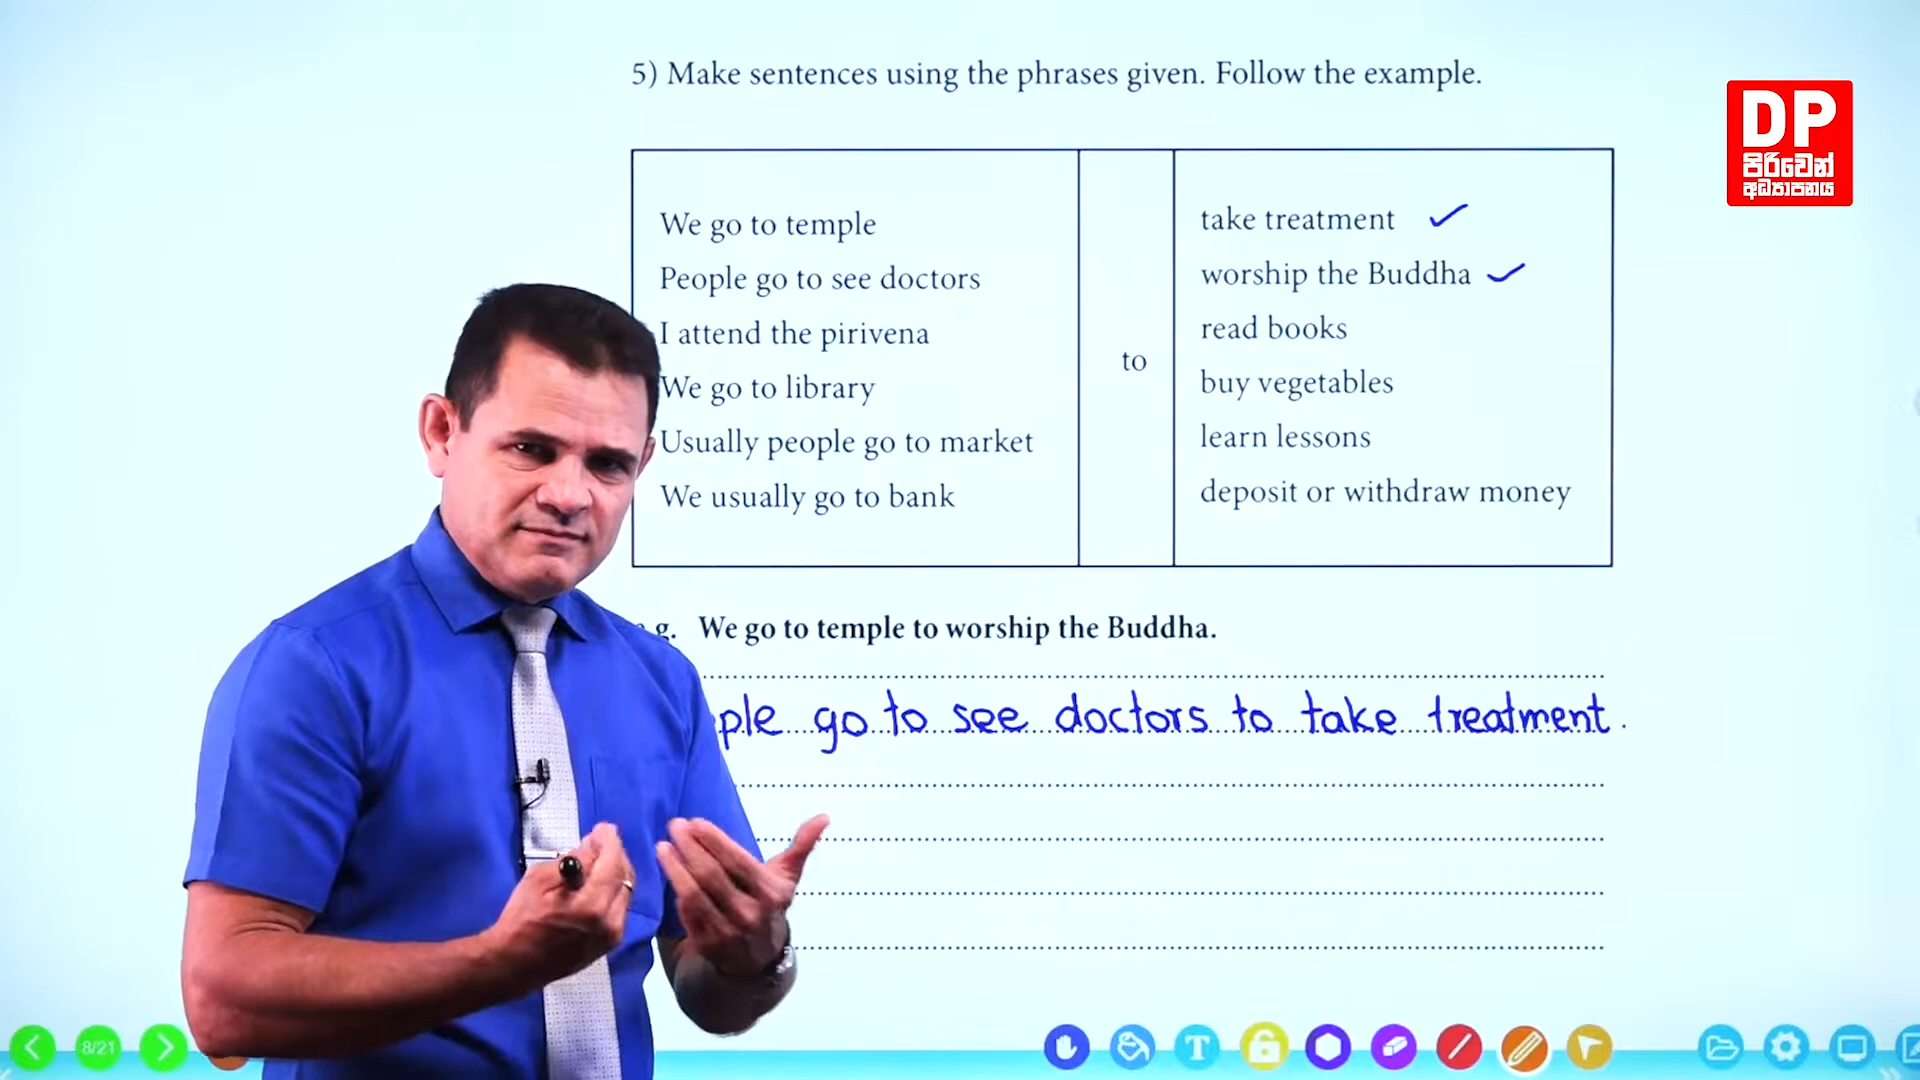 5) Make sentences using the phrases given. Follow the example.
DP
පිරිවෙන්
අධ්‍යාපනය
We go to temple
People go to see doctors
I attend the pirivena
We go to library
Usually people go to market
We usually go to bank
to
take treatment
worship the Buddha
read books
buy vegetables
learn lessons
deposit or withdraw money
.g. We go to temple to worship the Buddha.
ple go to see doctors to take treatment.
8/21
T